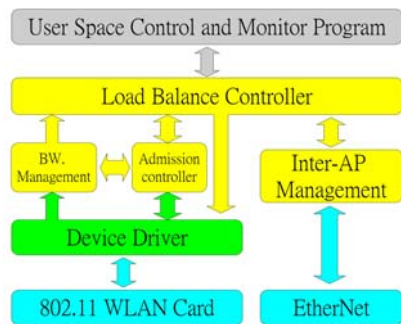 User Space Control and Monitor Program
Load Balance Controller
BW.
Management
Admission
controller
Inter-AP
Management
Device Driver
802.11 WLAN Card
EtherNet